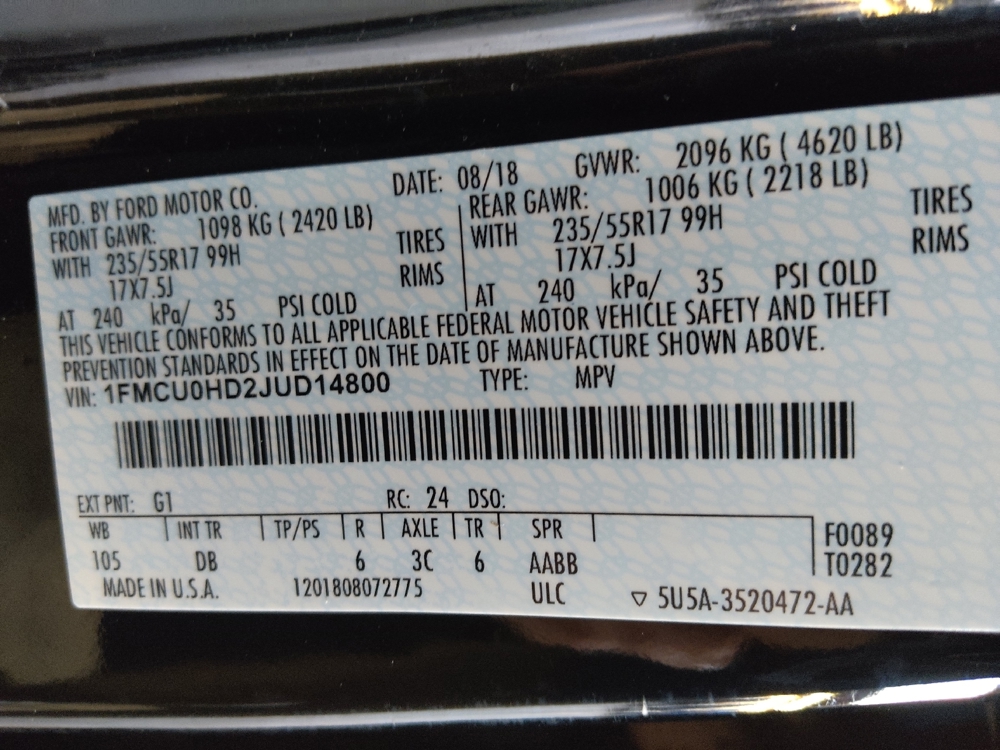 MFD. BY FORD MOTOR CO. DATE: 08/18 GVWR: 2096 KG ( 4620 LB)
FRONT GAWR: 1098 KG ( 2420 LB) REAR GAWR: 1006 KG ( 2218 LB)
WITH 235/55R17 99H TIRES WITH 235/55R17 99H TIRES
17X7.5J RIMS 17X7.5J RIMS
AT 240 kPa/ 35 PSI COLD AT 240 kPa/ 35 PSI COLD
THIS VEHICLE CONFORMS TO ALL APPLICABLE FEDERAL MOTOR VEHICLE SAFETY AND THEFT
PREVENTION STANDARDS IN EFFECT ON THE DATE OF MANUFACTURE SHOWN ABOVE.
VIN: 1FMCU0HD2JUD14800 TYPE: MPV
EXT PNT: G1 RC: 24 DSO:
WB INT TR TP/PS R AXLE TR SPR F0089
105 DB 6 3C 6 AABB T0282
MADE IN U.S.A. 1201808072775 ULC ▽ 5U5A-3520472-AA